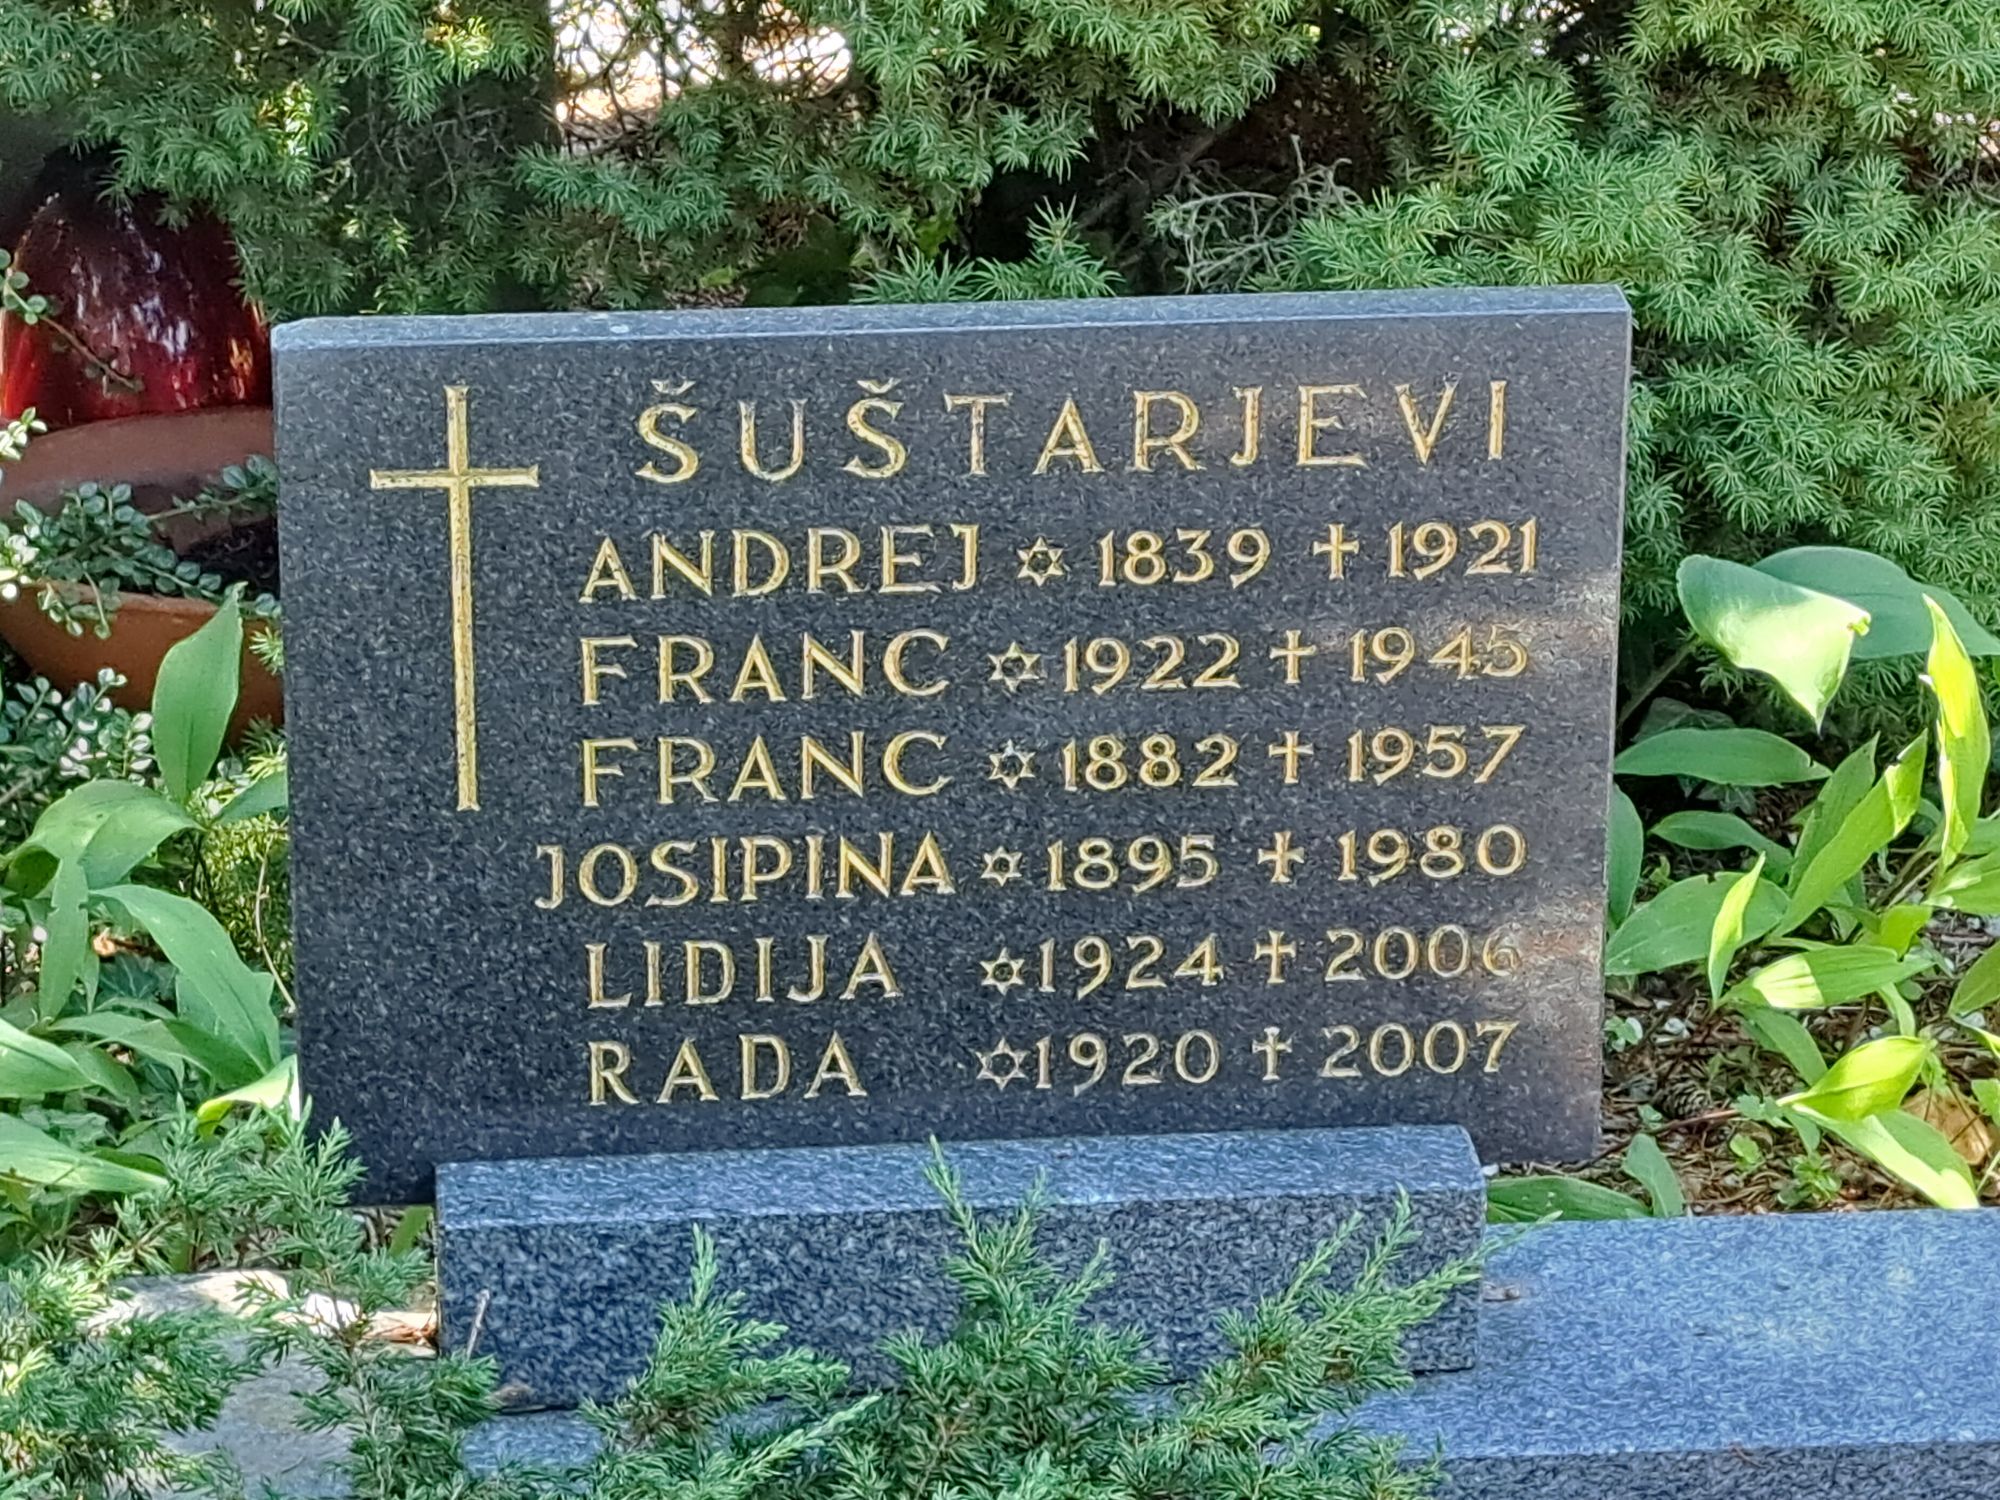 ŠUŠTARJEVI
ANDREJ ✡ 1839 ✝ 1921
FRANC ✡ 1922 ✝ 1945
FRANC ✡ 1882 ✝ 1957
JOSIPINA ✡ 1895 ✝ 1980
LIDIJA ✡ 1924 ✝ 2006
RADA ✡ 1920 ✝ 2007